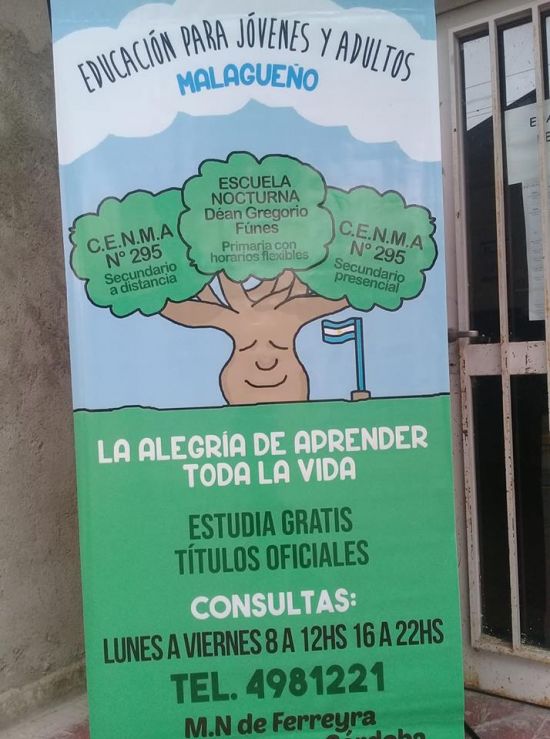 EDUCACIÓN PARA JÓVENES Y ADULTOS
MALAGUEÑO
C.E.N.M.A
N° 295
Secundario
a distancia
ESCUELA
NOCTURNA
Déan Gregorio
Fúnes
Primaria con
horarios flexibles
C.E.N.M.A
N° 295
Secundario
presencial
LA ALEGRÍA DE APRENDER
TODA LA VIDA
ESTUDIA GRATIS
TÍTULOS OFICIALES
CONSULTAS:
LUNES A VIERNES 8 A 12HS 16 A 22HS
TEL. 4981221
M.N de Ferreyra
Córdoba